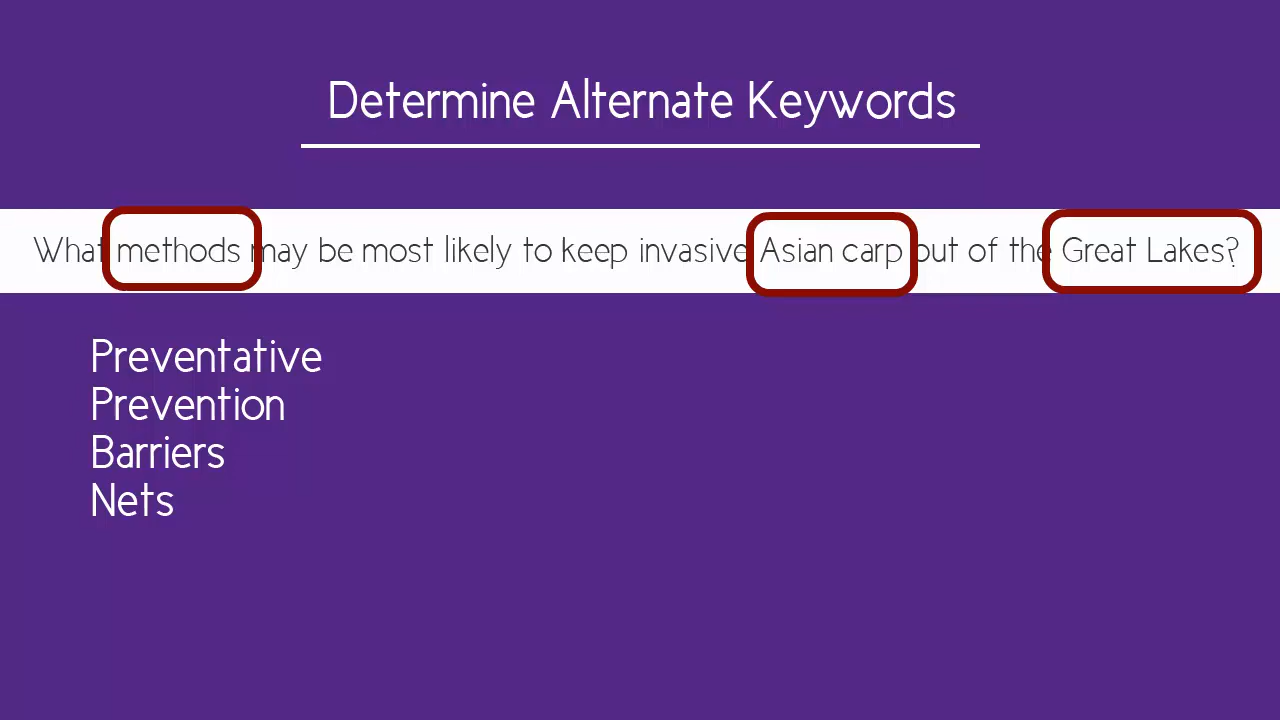 Determine Alternate Keywords
What methods may be most likely to keep invasive Asian carp out of the Great Lakes?
Preventative
Prevention
Barriers
Nets